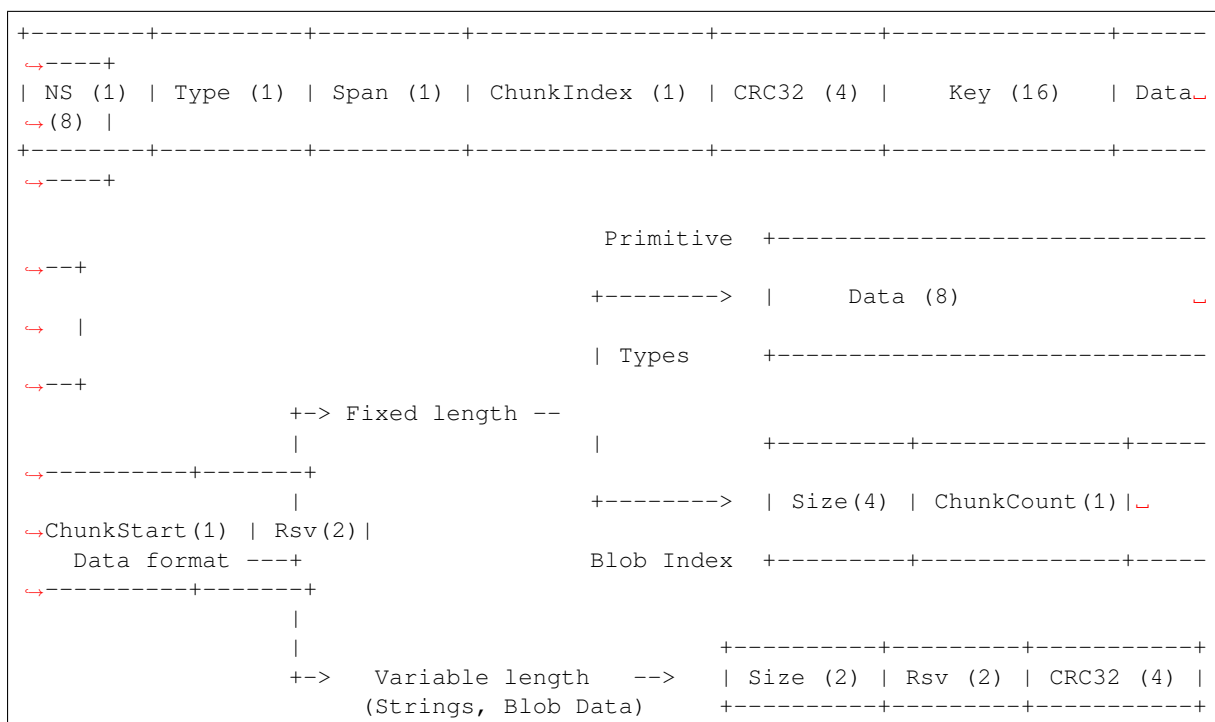 +--------+----------+----------+---------------+-----------+--------------+------
↪----+
| NS (1) | Type (1) | Span (1) | ChunkIndex (1) | CRC32 (4) |    Key (16)    | Data␣
↪(8) |
+--------+----------+----------+---------------+-----------+--------------+------
↪----+
Primitive  +----------------------------
↪--+
+-------->  |     Data (8)                ␣
↪  |
| Types     +----------------------------
↪--+
+-> Fixed length --
|                   |           +---------+-------------+-----
↪----------+-------+
|                   +-------->  | Size(4) | ChunkCount(1)|␣
↪ChunkStart(1) | Rsv(2)|
Data format ---+                   Blob Index  +---------+-------------+-----
↪----------+-------+
|
|                           +----------+---------+-----------+
+->   Variable length   -->   | Size (2) | Rsv (2) | CRC32 (4) |
(Strings, Blob Data)     +----------+---------+-----------+